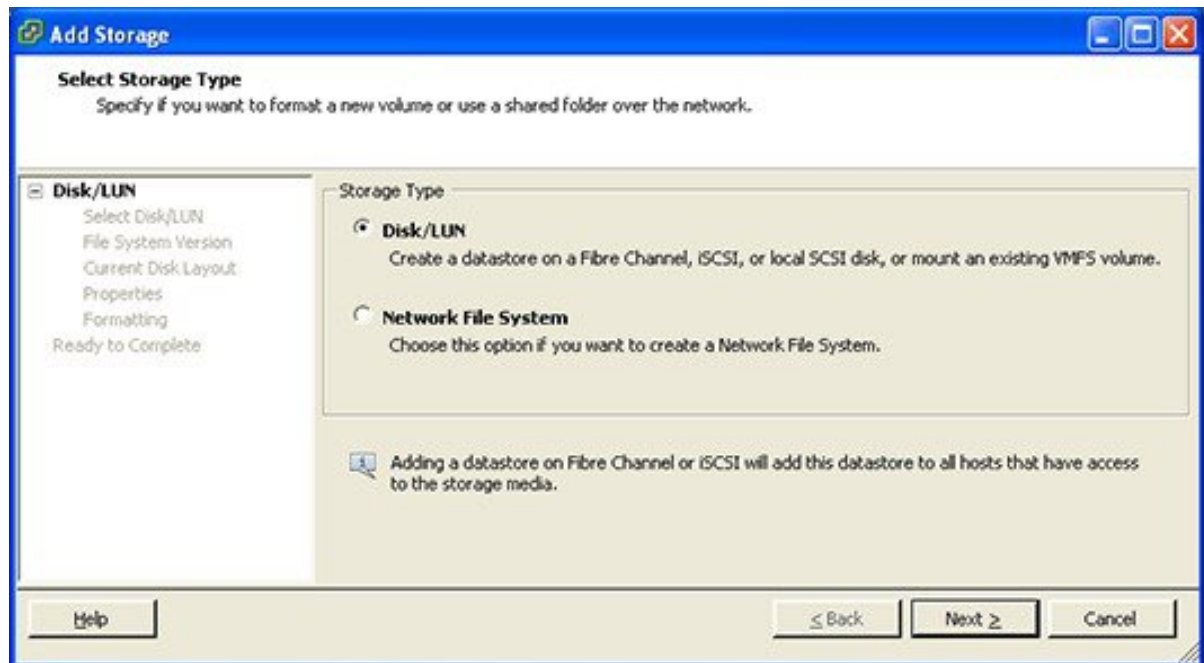 Add Storage
Select Storage Type
Specify if you want to format a new volume or use a shared folder over the network.
Disk/LUN
Select Disk/LUN
File System Version
Current Disk Layout
Properties
Formatting
Ready to Complete
Storage Type
Disk/LUN
Create a datastore on a Fibre Channel, iSCSI, or local SCSI disk, or mount an existing VMFS volume.
Network File System
Choose this option if you want to create a Network File System.
Adding a datastore on Fibre Channel or iSCSI will add this datastore to all hosts that have access
to the storage media.
Help
< Back
Next >
Cancel